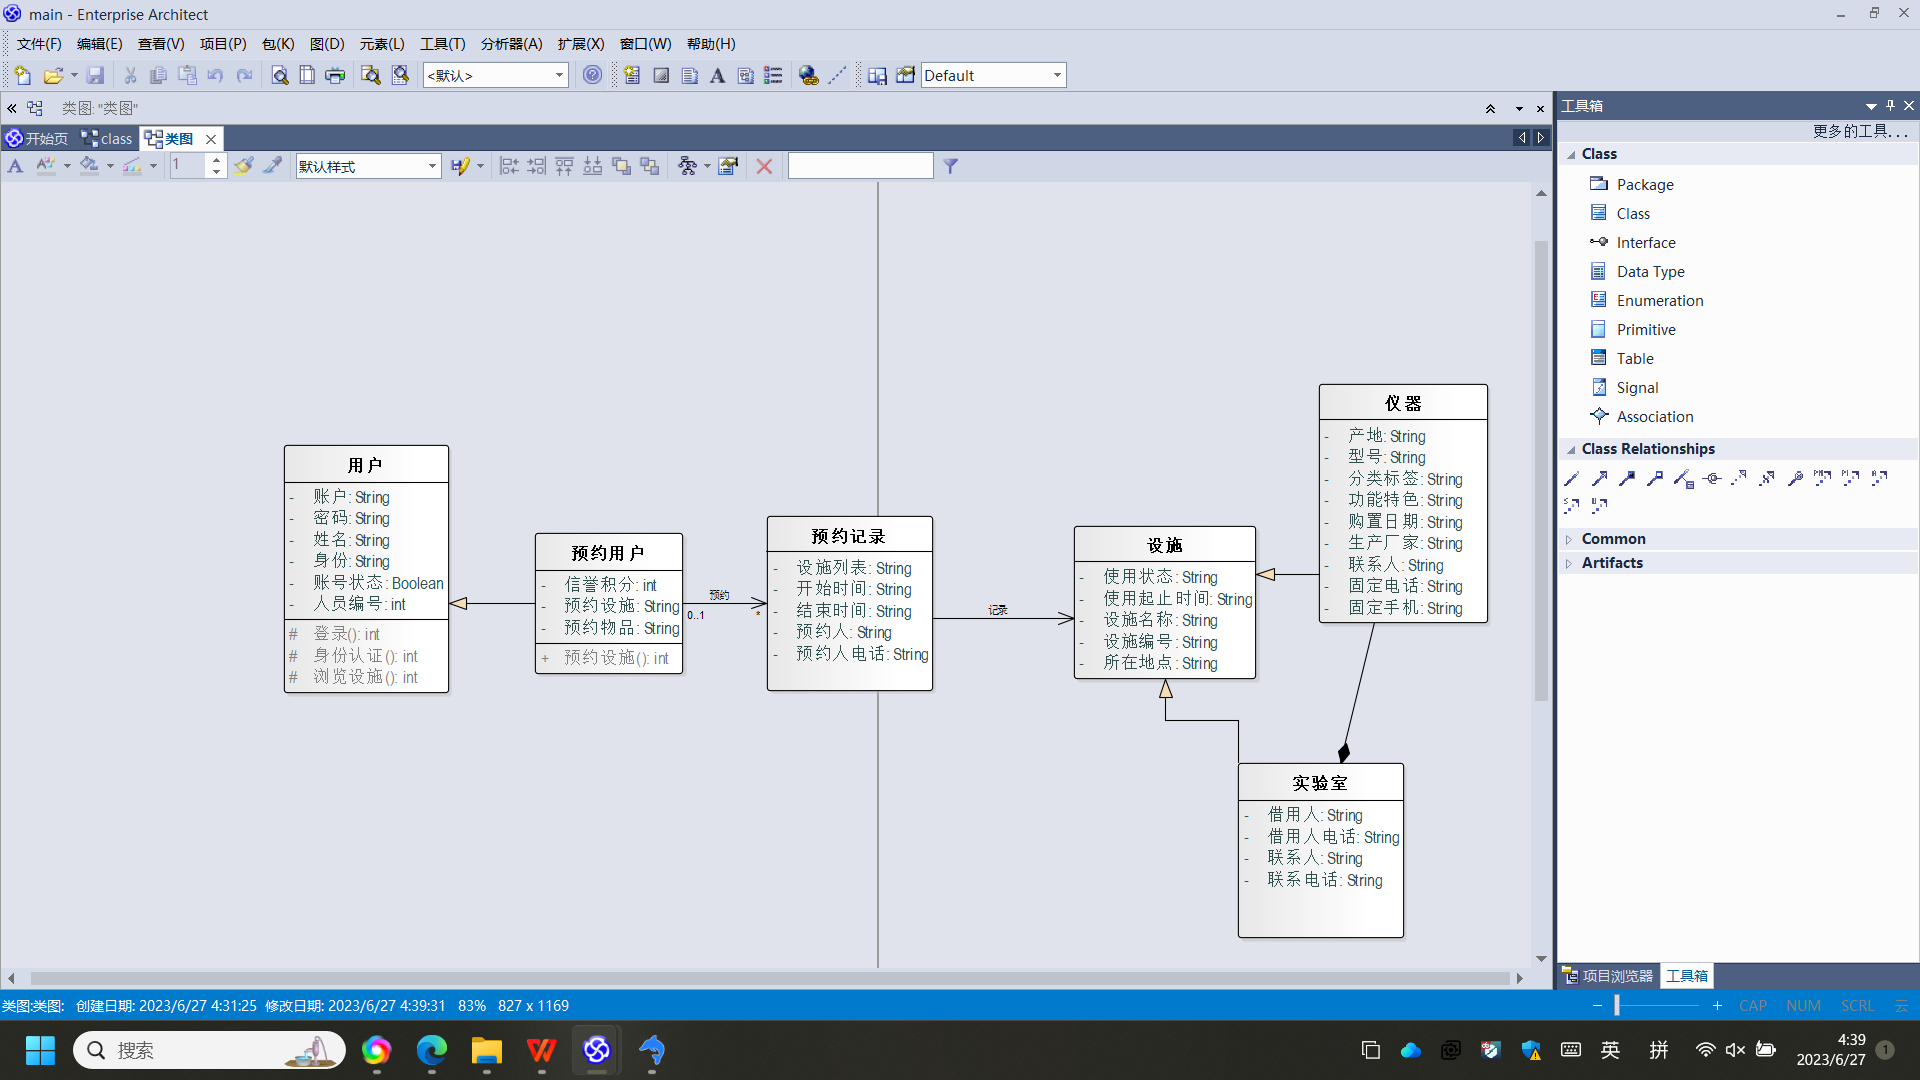 main - Enterprise Architect
文件(F) 编辑(E) 查看(V) 项目(P) 包(K) 图(D) 元素(L) 工具(T) 分析器(A) 扩展(X) 窗口(W) 帮助(H)
<默认> Default
类图: "类图"
开始页 class 类图
1 默认样式
用户
- 账户: String
- 密码: String
- 姓名: String
- 身份: String
- 账号状态: Boolean
- 人员编号: int
# 登录(): int
# 身份认证(): int
# 浏览设施(): int
预约用户
- 信誉积分: int
- 预约设施: String
- 预约物品: String
+ 预约设施(): int
预约
0..1
*
预约记录
- 设施列表: String
- 开始时间: String
- 结束时间: String
- 预约人: String
- 预约人电话: String
记录
设施
- 使用状态: String
- 使用起止时间: String
- 设施名称: String
- 设施编号: String
- 所在地点: String
仪器
- 产地: String
- 型号: String
- 分类标签: String
- 功能特色: String
- 购置日期: String
- 生产厂家: String
- 联系人: String
- 固定电话: String
- 固定手机: String
实验室
- 借用人: String
- 借用人电话: String
- 联系人: String
- 联系电话: String
工具箱
更多的工具...
Class
Package
Class
Interface
Data Type
Enumeration
Primitive
Table
Signal
Association
Class Relationships
Common
Artifacts
项目浏览器 工具箱
类图:类图: 创建日期: 2023/6/27 4:31:25 修改日期: 2023/6/27 4:39:31 83% 827 x 1169
CAP NUM SCRL 云
搜索
英 拼
4:39
2023/6/27
1